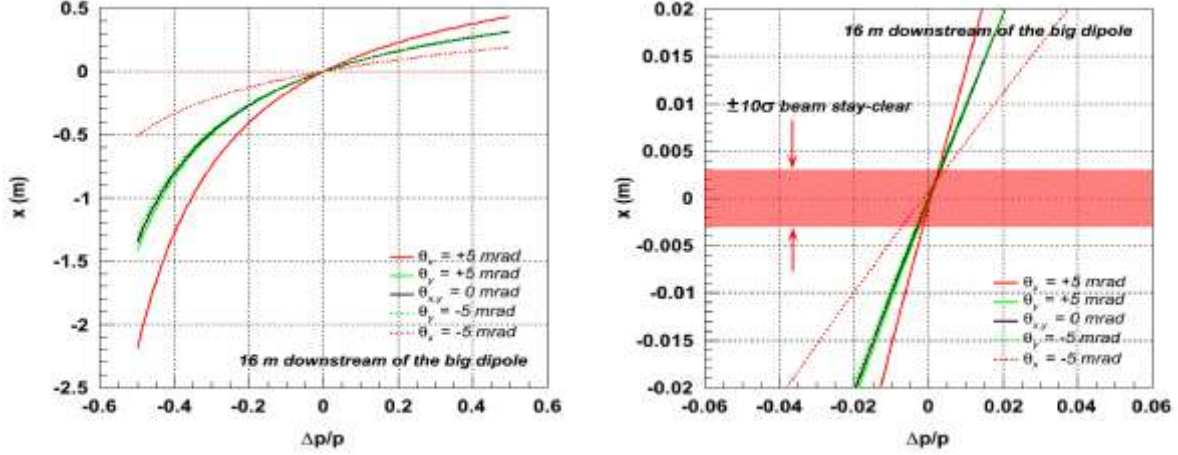 0.5
0
-0.5
-1
-1.5
-2
-2.5
x (m)
θx = +5 mrad
θy = +5 mrad
θx,y = 0 mrad
θy = -5 mrad
θx = -5 mrad
16 m downstream of the big dipole
-0.6 -0.4 -0.2 0 0.2 0.4 0.6
Δp/p
0.02
0.015
0.01
0.005
0
-0.005
-0.01
-0.015
-0.02
x (m)
16 m downstream of the big dipole
±10σ beam stay-clear
θx = +5 mrad
θy = +5 mrad
θx,y = 0 mrad
θy = -5 mrad
θx = -5 mrad
-0.06 -0.04 -0.02 0 0.02 0.04 0.06
Δp/p